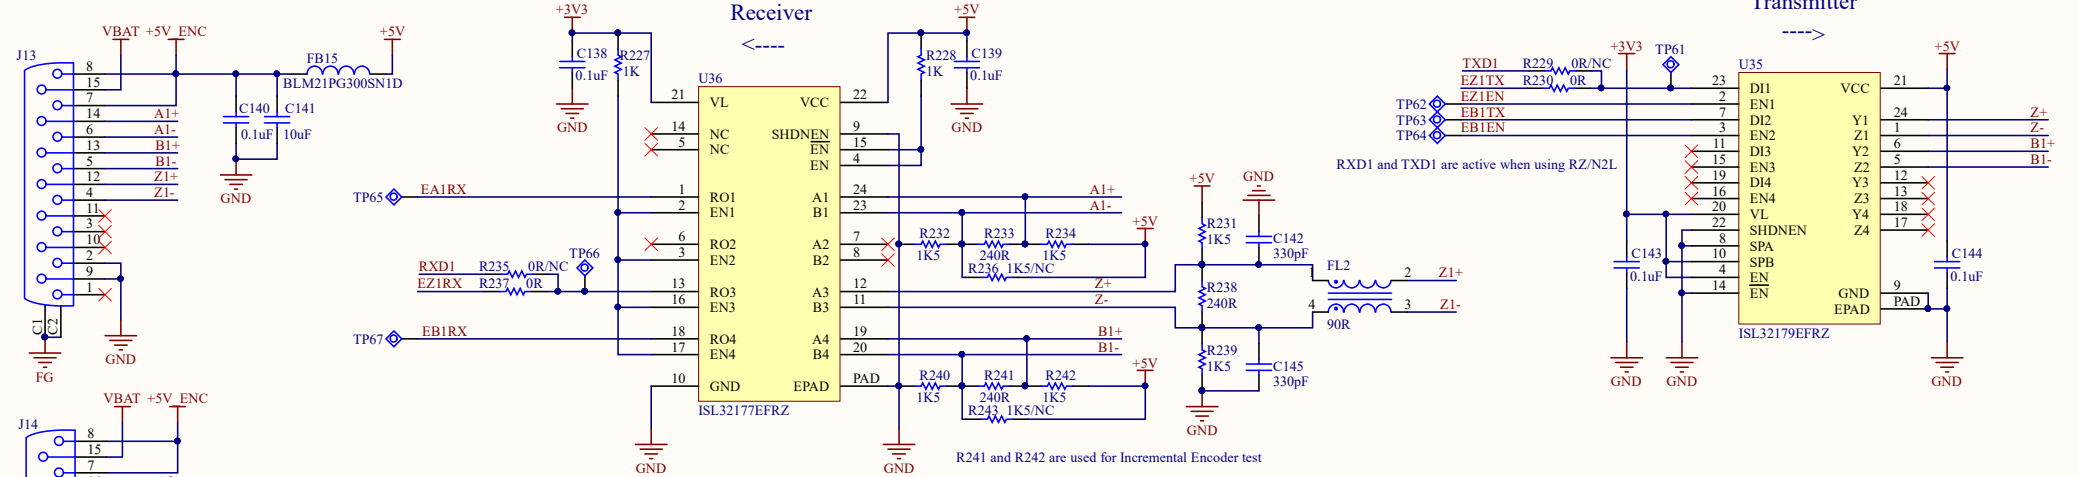 Receiver
<----
Transmitter
---->
J13
VBAT +5V_ENC
+5V
FB15
BLM21PG300SN1D
8
15
7
14 A1+
6 A1-
13 B1+
5 B1-
12 Z1+
4 Z1-
11
3
10
2
9
1
C1
C2
FG
GND
C140
0.1uF
C141
10uF
GND
J14
VBAT +5V_ENC
8
15
7
+3V3
C138
0.1uF
GND
R227
1K
U36
+5V
R228
1K
C139
0.1uF
GND
21 VL VCC 22
14 NC SHDNEN 9
5 NC EN 15
EN 4
TP65 EA1RX 1 RO1 A1 24 A1+
2 EN1 B1 23 A1-
6 RO2 A2 7
3 EN2 B2 8
RXD1 R235 0R/NC
EZ1RX R237 0R
TP66
13 RO3 A3 12 Z+
16 EN3 B3 11 Z-
TP67 EB1RX 18 RO4 A4 19 B1+
17 EN4 B4 20 B1-
10 GND EPAD PAD
ISL32177EFRZ
GND
GND
+5V
R232 R233 R234
1K5 240R 1K5
R236 1K5/NC
+5V
R240 R241 R242
1K5 240R 1K5
R243 1K5/NC
R241 and R242 are used for Incremental Encoder test
+5V
GND
R231
1K5
C142
330pF
R238
240R
R239
1K5
C145
330pF
GND
FL2
1 2 Z1+
4 3 Z1-
90R
+3V3
TP61
+5V
U35
TXD1 R229 0R/NC
EZ1TX R230 0R
TP62 EZ1EN
TP63 EB1TX
TP64 EB1EN
RXD1 and TXD1 are active when using RZ/N2L
23 DI1 VCC 21
2 EN1
7 DI2 Y1 24 Z+
3 EN2 Z1 1 Z-
11 DI3 Y2 6 B1+
15 EN3 Z2 5 B1-
19 DI4 Y3 12
16 EN4 Z3 13
20 VL Y4 18
22 SHDNEN Z4 17
8 SPA
10 SPB
4 EN
14 EN GND 9
EPAD PAD
ISL32179EFRZ
C143
0.1uF
GND
GND
C144
0.1uF
GND